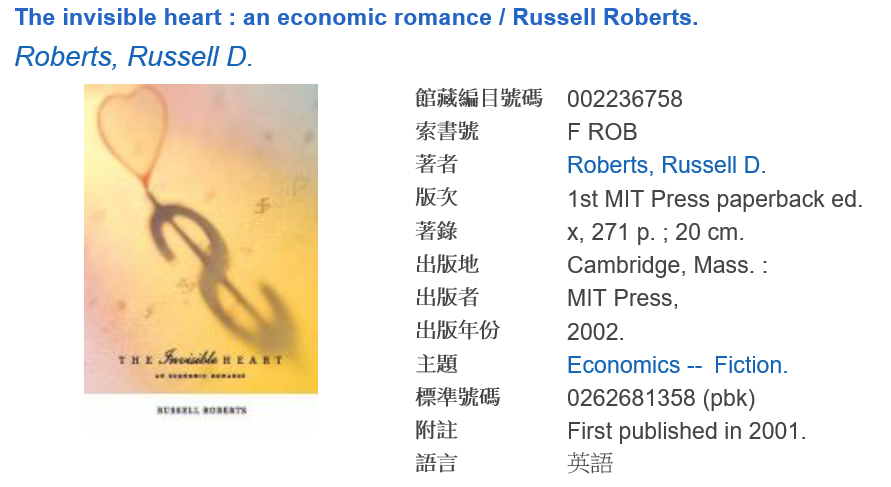 The invisible heart : an economic romance / Russell Roberts.
Roberts, Russell D.
THE Invisible HEART
AN ECONOMIC ROMANCE
RUSSELL ROBERTS
館藏編目號碼 002236758
索書號 F ROB
著者 Roberts, Russell D.
版次 1st MIT Press paperback ed.
著錄 x, 271 p. ; 20 cm.
出版地 Cambridge, Mass. :
出版者 MIT Press,
出版年份 2002.
主題 Economics -- Fiction.
標準號碼 0262681358 (pbk)
附註 First published in 2001.
語言 英語